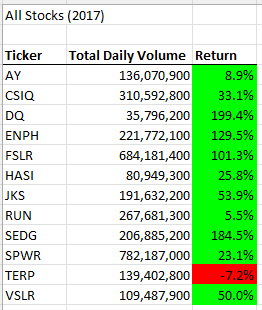 All Stocks (2017)
Ticker Total Daily Volume Return
AY 136,070,900 8.9%
CSIQ 310,592,800 33.1%
DQ 35,796,200 199.4%
ENPH 221,772,100 129.5%
FSLR 684,181,400 101.3%
HASI 80,949,300 25.8%
JKS 191,632,200 53.9%
RUN 267,681,300 5.5%
SEDG 206,885,200 184.5%
SPWR 782,187,000 23.1%
TERP 139,402,800 -7.2%
VSLR 109,487,900 50.0%